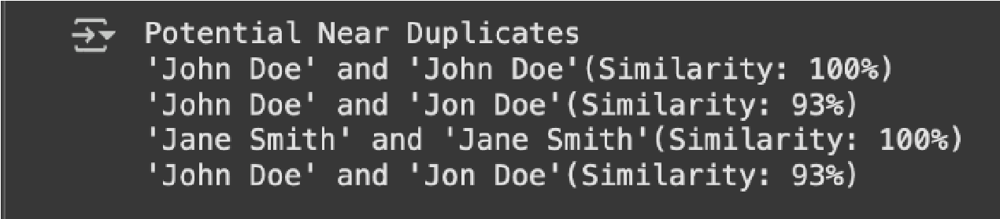 Potential Near Duplicates
'John Doe' and 'John Doe'(Similarity: 100%)
'John Doe' and 'Jon Doe'(Similarity: 93%)
'Jane Smith' and 'Jane Smith'(Similarity: 100%)
'John Doe' and 'Jon Doe'(Similarity: 93%)